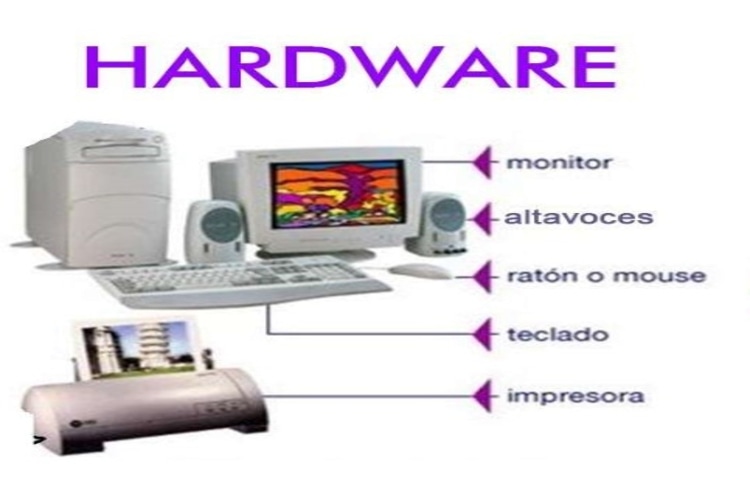 HARDWARE
monitor
altavoces
ratón o mouse
teclado
impresora
>